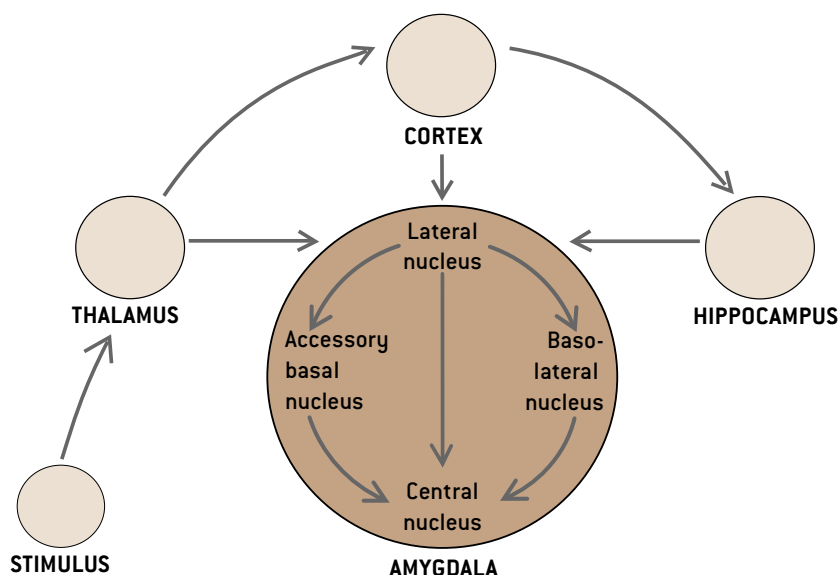 CORTEX
Lateral
nucleus
THALAMUS
HIPPOCAMPUS
Accessory
basal
nucleus
Baso-
lateral
nucleus
Central
nucleus
STIMULUS
AMYGDALA